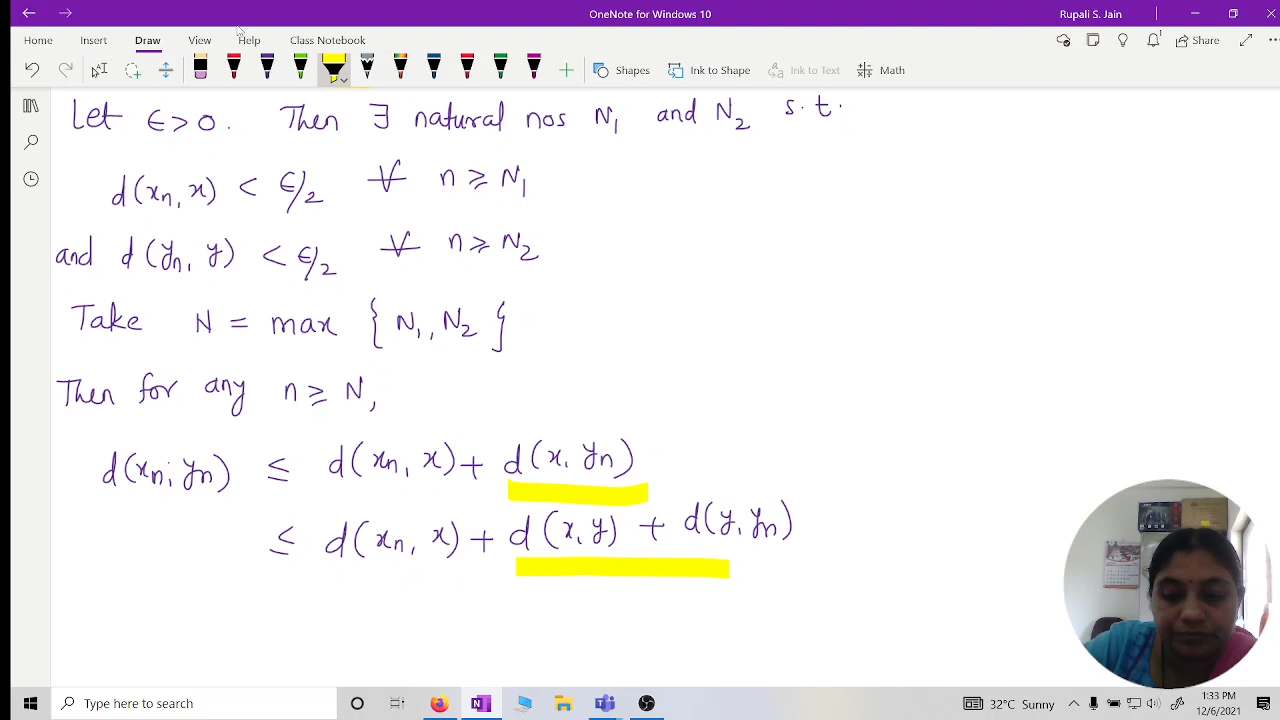 OneNote for Windows 10
Rupali S. Jain
Home Insert Draw View Help Class Notebook
Share
Shapes Ink to Shape Ink to Text Math
Let ∈ > 0. Then ∃ natural nos N₁ and N₂ s.t.
d(xₙ, x) < ∈/2 ∀ n ≥ N₁
and d(yₙ, y) < ∈/2 ∀ n ≥ N₂
Take N = max { N₁, N₂ }
Then for any n ≥ N,
d(xₙ, yₙ) ≤ d(xₙ, x) + d(x, yₙ)
≤ d(xₙ, x) + d(x, y) + d(y, yₙ)
Type here to search
32°C Sunny
1:33 PM
12/6/2021